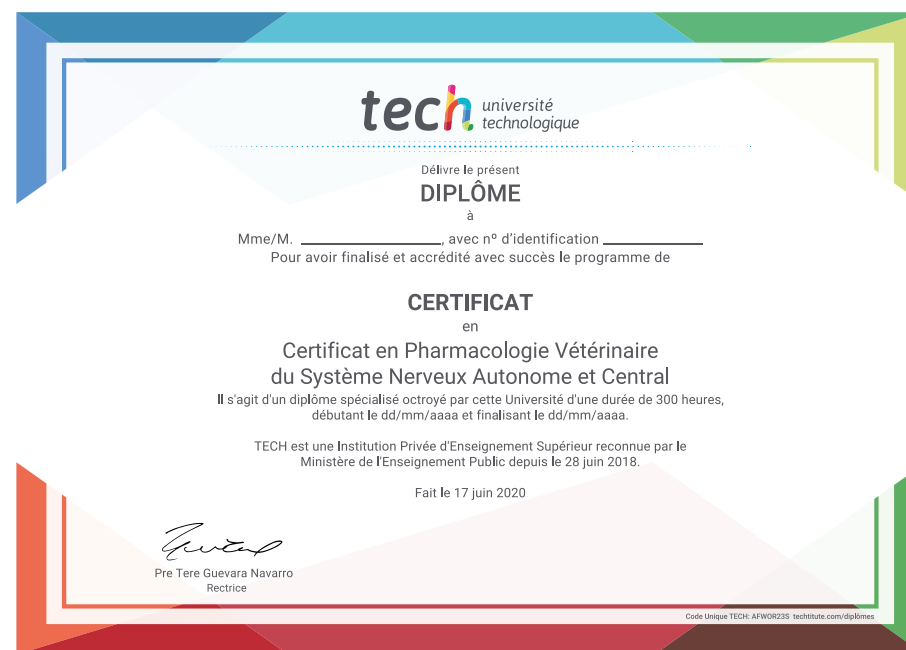 tech université
technologique
Délivre le présent
DIPLÔME
à
Mme/M. ____________________, avec nº d'identification ______________
Pour avoir finalisé et accrédité avec succès le programme de
CERTIFICAT
en
Certificat en Pharmacologie Vétérinaire
du Système Nerveux Autonome et Central
Il s'agit d'un diplôme spécialisé octroyé par cette Université d'une durée de 300 heures,
débutant le dd/mm/aaaa et finalisant le dd/mm/aaaa.
TECH est une Institution Privée d'Enseignement Supérieur reconnue par le
Ministère de l'Enseignement Public depuis le 28 juin 2018.
Fait le 17 juin 2020
Pre Tere Guevara Navarro
Rectrice
Code Unique TECH: AFWOR23S techtitute.com/diplômes